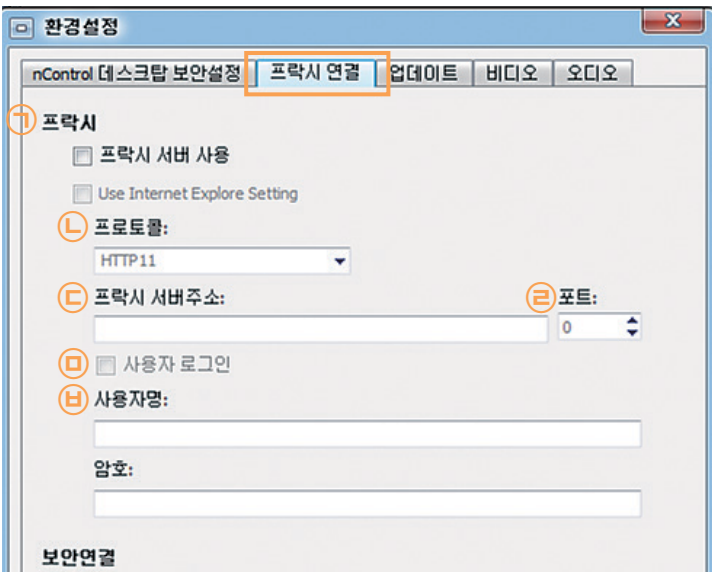 환경설정
nControl 데스크탑 보안설정 프락시 연결 업데이트 비디오 오디오
㉠ 프락시
프락시 서버 사용
Use Internet Explore Setting
㉡ 프로토콜:
HTTP11
㉢ 프락시 서버주소: ㉣ 포트:
0
㉤ 사용자 로그인
㉥ 사용자명:
암호:
보안연결